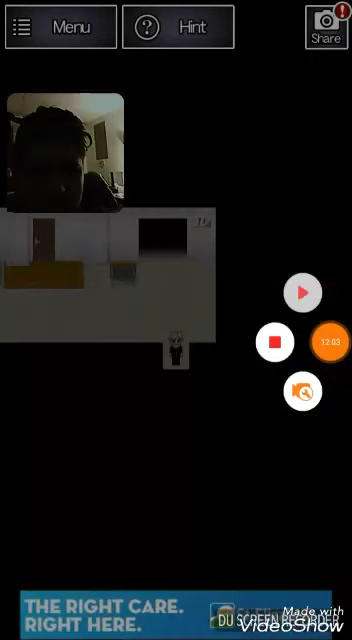 Menu
Hint
Share
12:03
THE RIGHT CARE.
RIGHT HERE.
Made with
DU SCREEN RECORDER
VideoShow